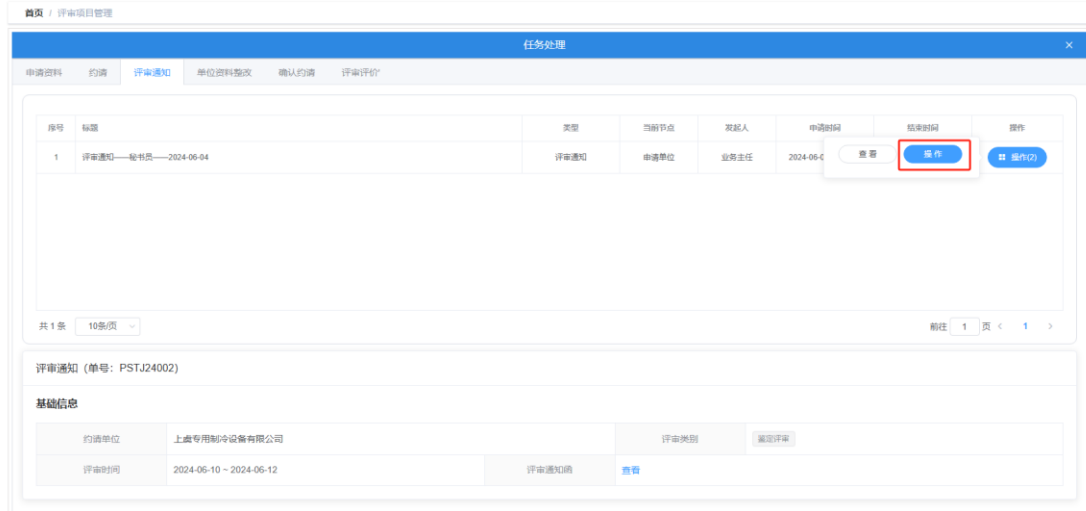 首页 / 评审项目管理
任务处理
申请资料 约请 评审通知 单位资料整改 确认约请 评审评价'
序号 标题 类型 当前节点 发起人 申请时间 结束时间 操作
1 评审通知——秘书员——2024-06-04 评审通知 申请单位 业务主任 2024-06-0 查看 操作 操作(2)
共 1 条 10条/页 前往 1 页 1
评审通知 (单号: PSTJ24002)
基础信息
约请单位 上虞专用制冷设备有限公司 评审类别 鉴定评审
评审时间 2024-06-10 ~ 2024-06-12 评审通知函 查看